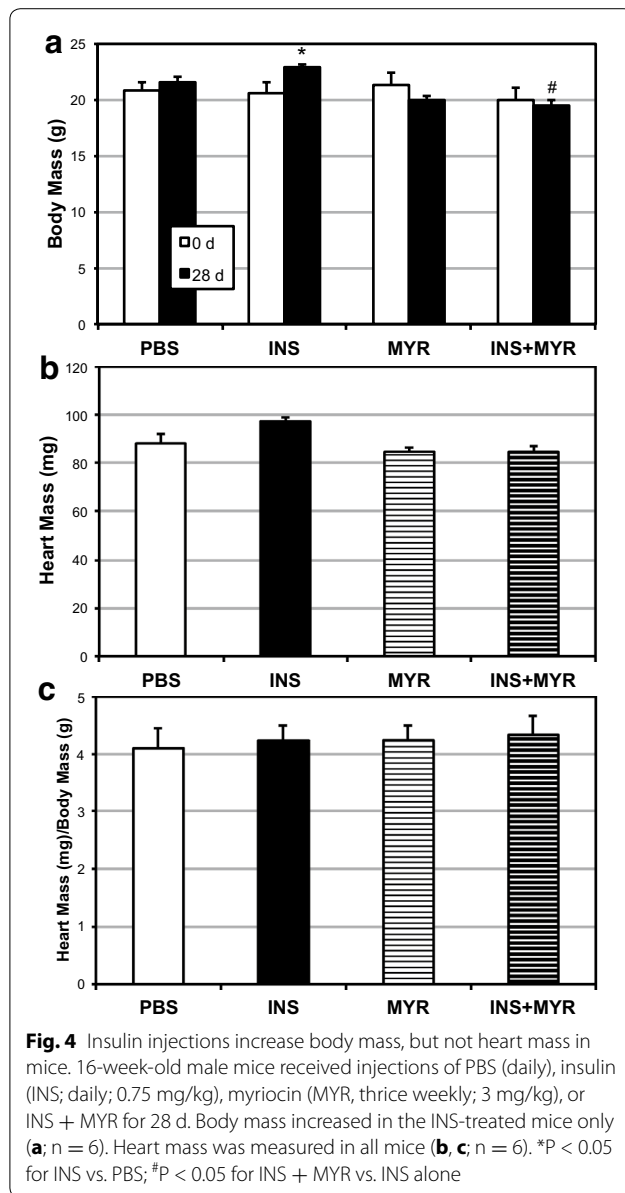 a
25
20
15
10
5
0
Body Mass (g)
*
#
0 d
28 d
PBS INS MYR INS+MYR
b
120
100
80
60
40
20
0
Heart Mass (mg)
PBS INS MYR INS+MYR
c
5
4
3
2
1
0
Heart Mass (mg)/Body Mass (g)
PBS INS MYR INS+MYR
Fig. 4 Insulin injections increase body mass, but not heart mass in
mice. 16-week-old male mice received injections of PBS (daily), insulin
(INS; daily; 0.75 mg/kg), myriocin (MYR, thrice weekly; 3 mg/kg), or
INS + MYR for 28 d. Body mass increased in the INS-treated mice only
(a; n = 6). Heart mass was measured in all mice (b, c; n = 6). *P < 0.05
for INS vs. PBS; #P < 0.05 for INS + MYR vs. INS alone